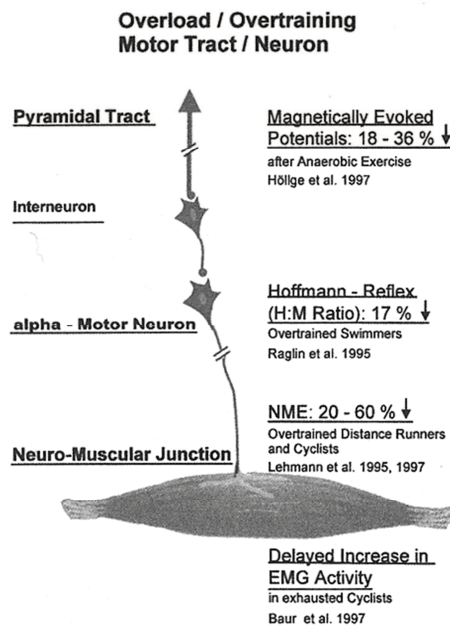 Overload / Overtraining
Motor Tract / Neuron
Pyramidal Tract
Magnetically Evoked
Potentials: 18 - 36 % ↓
after Anaerobic Exercise
Höllge et al. 1997
Interneuron
Hoffmann - Reflex
(H:M Ratio): 17 % ↓
Overtrained Swimmers
Raglin et al. 1995
alpha - Motor Neuron
NME: 20 - 60 % ↓
Overtrained Distance Runners
and Cyclists
Lehmann et al. 1995, 1997
Neuro-Muscular Junction
Delayed Increase in
EMG Activity
in exhausted Cyclists
Baur et al. 1997